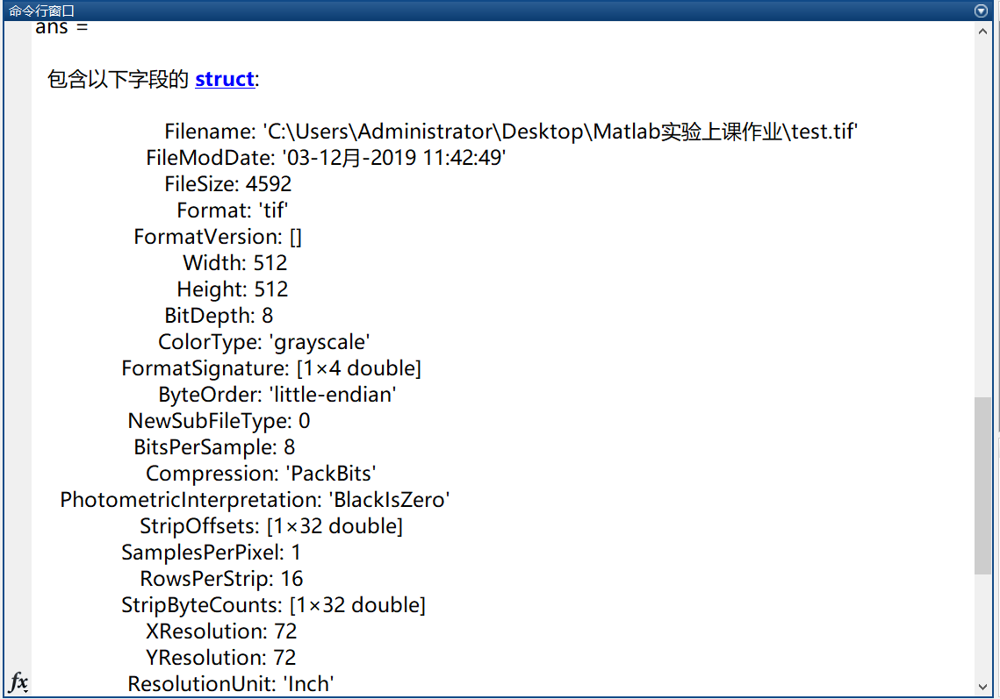 命令行窗口
ans =
包含以下字段的 struct:
Filename: 'C:\Users\Administrator\Desktop\Matlab实验上课作业\test.tif'
FileModDate: '03-12月-2019 11:42:49'
FileSize: 4592
Format: 'tif'
FormatVersion: []
Width: 512
Height: 512
BitDepth: 8
ColorType: 'grayscale'
FormatSignature: [1×4 double]
ByteOrder: 'little-endian'
NewSubFileType: 0
BitsPerSample: 8
Compression: 'PackBits'
PhotometricInterpretation: 'BlackIsZero'
StripOffsets: [1×32 double]
SamplesPerPixel: 1
RowsPerStrip: 16
StripByteCounts: [1×32 double]
XResolution: 72
YResolution: 72
fx
ResolutionUnit: 'Inch'